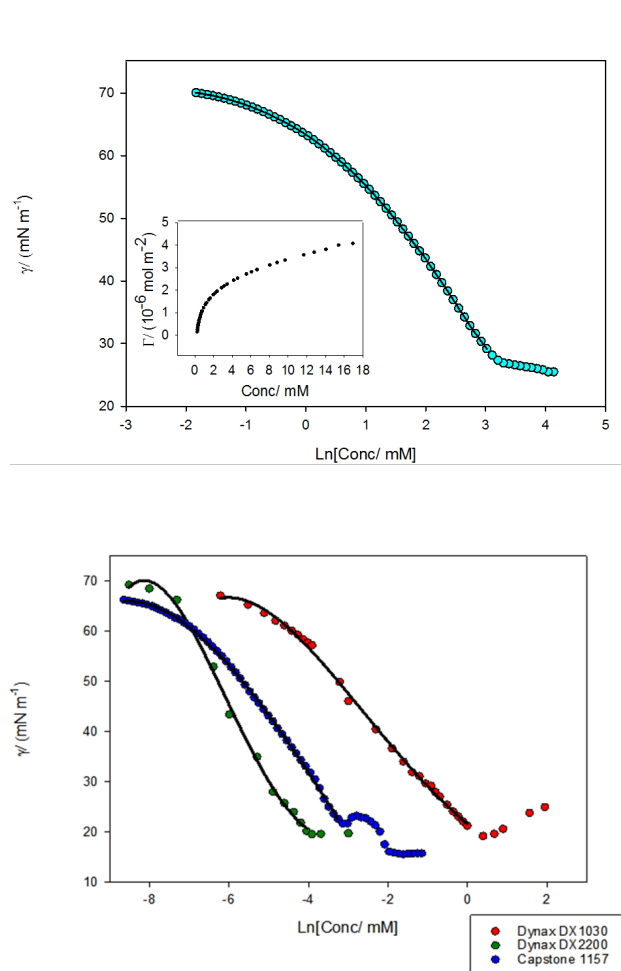 70
60
50
40
30
20
γ/ (mN m-1)
5
4
3
2
1
0
Γ/ (10-6 mol m-2)
0 2 4 6 8 10 12 14 16 18
Conc/ mM
-3 -2 -1 0 1 2 3 4 5
Ln[Conc/ mM]
70
60
50
40
30
20
10
γ/ (mN m-1)
-8 -6 -4 -2 0 2
Ln[Conc/ mM]
Dynax DX1030
Dynax DX2200
Capstone 1157